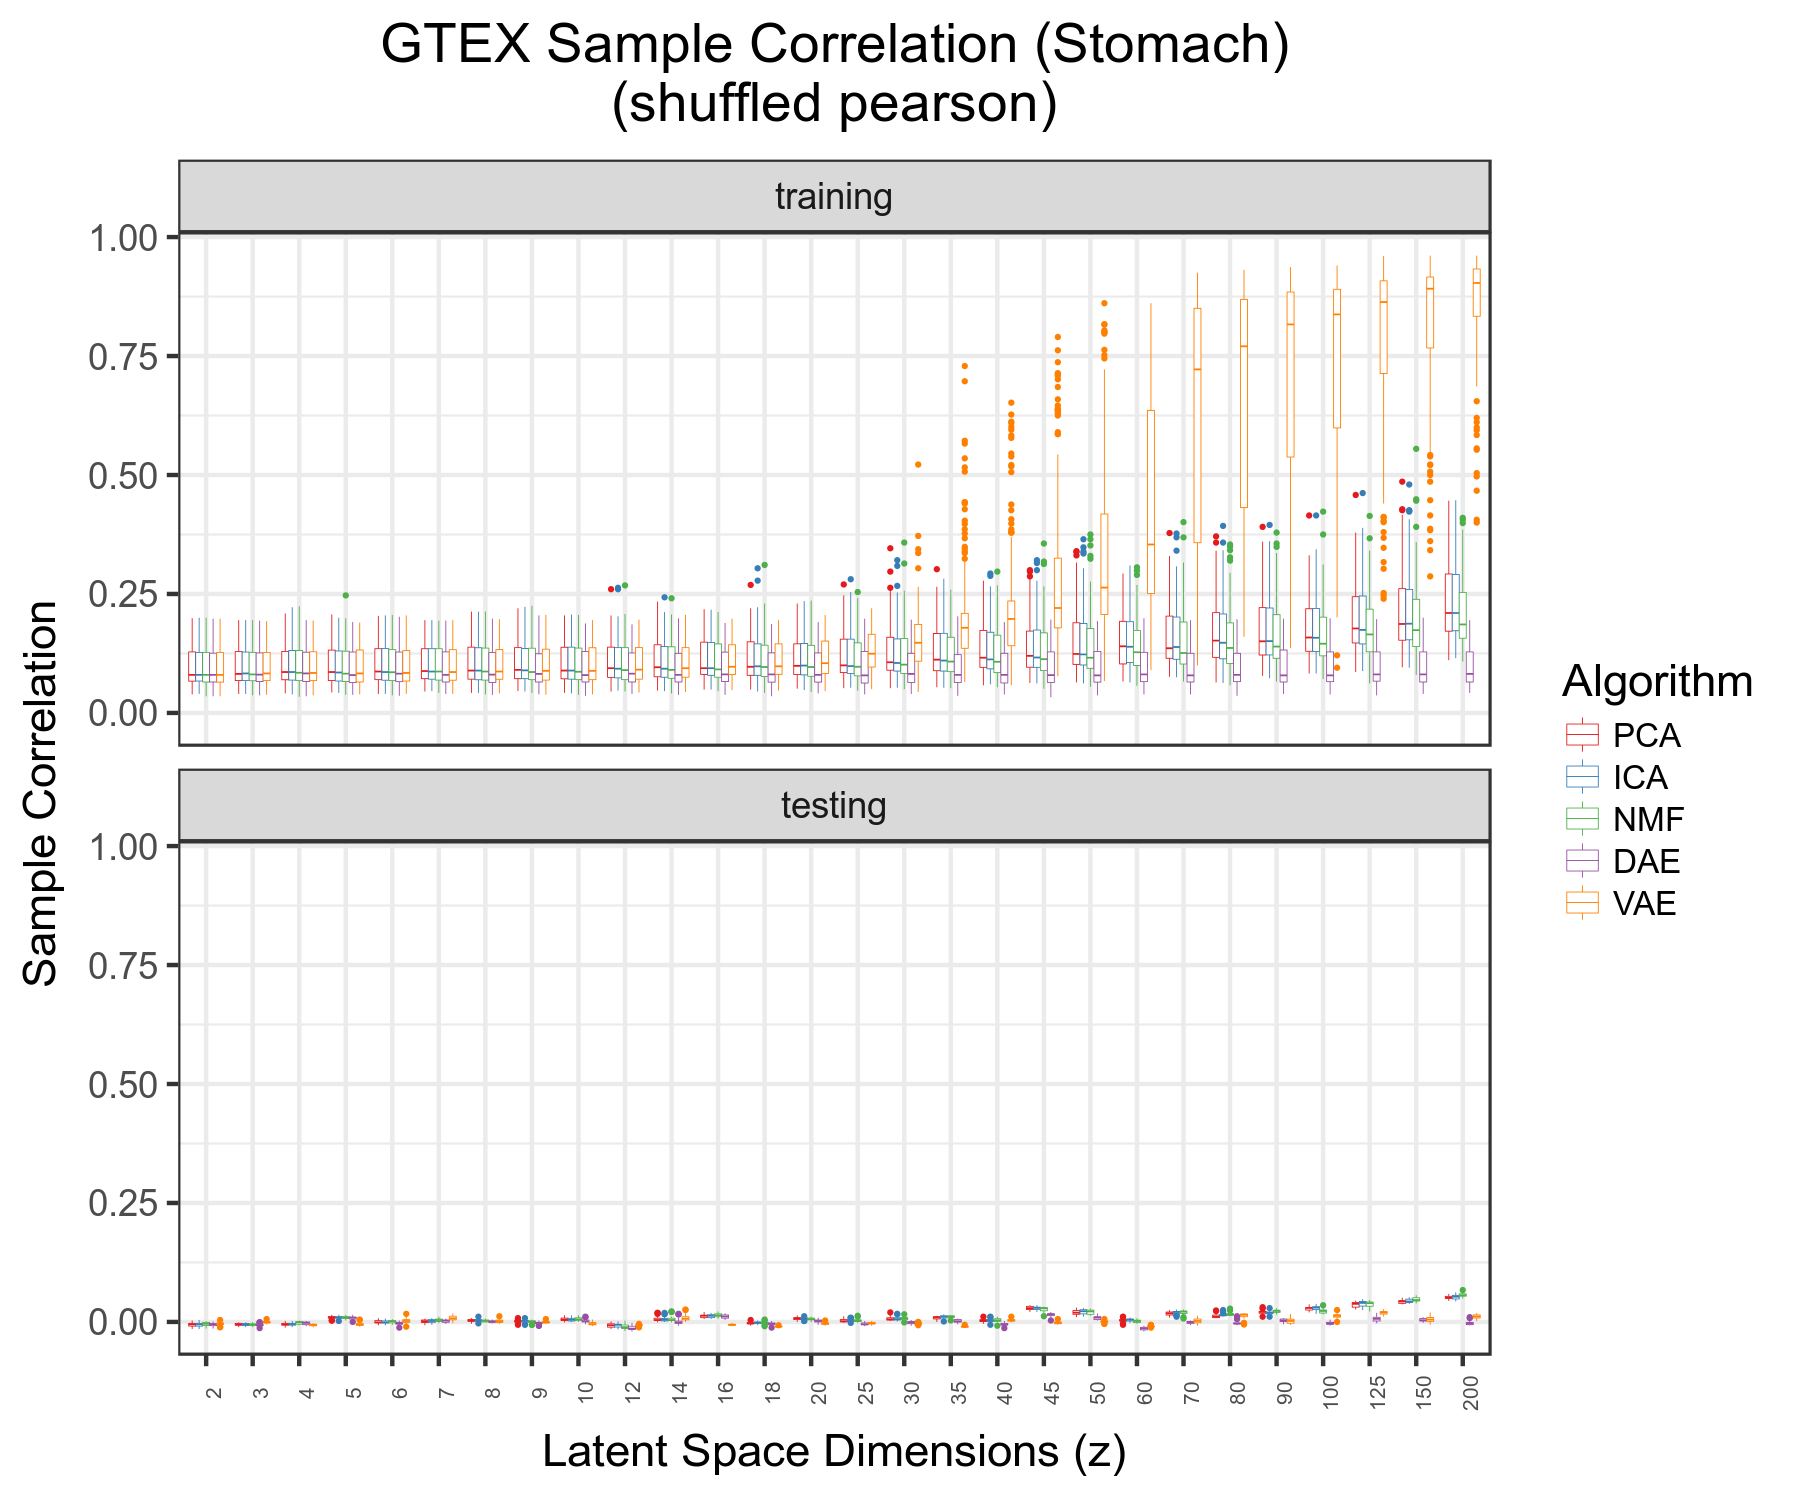 GTEX Sample Correlation (Stomach)
(shuffled pearson)
training
1.00
0.75
0.50
0.25
0.00
testing
1.00
0.75
0.50
0.25
0.00
Sample Correlation
2 3 4 5 6 7 8 9 10 12 14 16 18 20 25 30 35 40 45 50 60 70 80 90 100 125 150 200
Latent Space Dimensions (z)
Algorithm
PCA
ICA
NMF
DAE
VAE